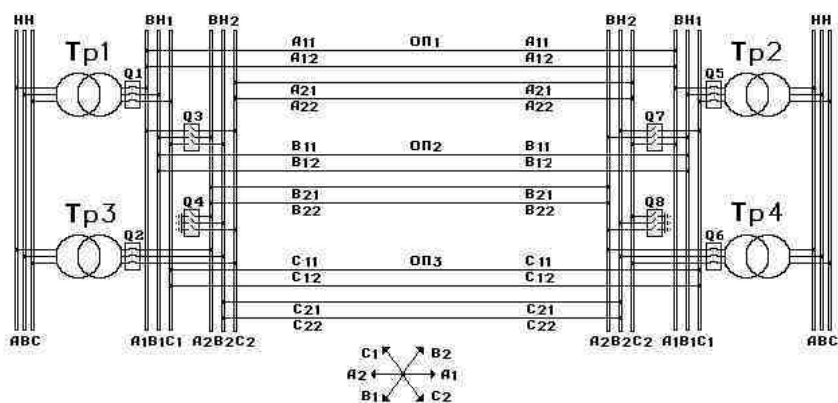 НН ВН1 ВН2 ВН2 ВН1 НН
А11 ОП1 А11
А12 А12
Тр1 Q1 Q5 Тр2
А21 А21
А22 А22
Q3 Q7
В11 ОП2 В11
В12 В12
В21 В21
Q4 Q8
В22 В22
Тр3 Q2 Q6 Тр4
С11 ОП3 С11
С12 С12
С21 С21
С22 С22
АВС А1В1С1 А2В2С2 А2В2С2 А1В1С1 АВС
С1 В2
А2 А1
В1 С2